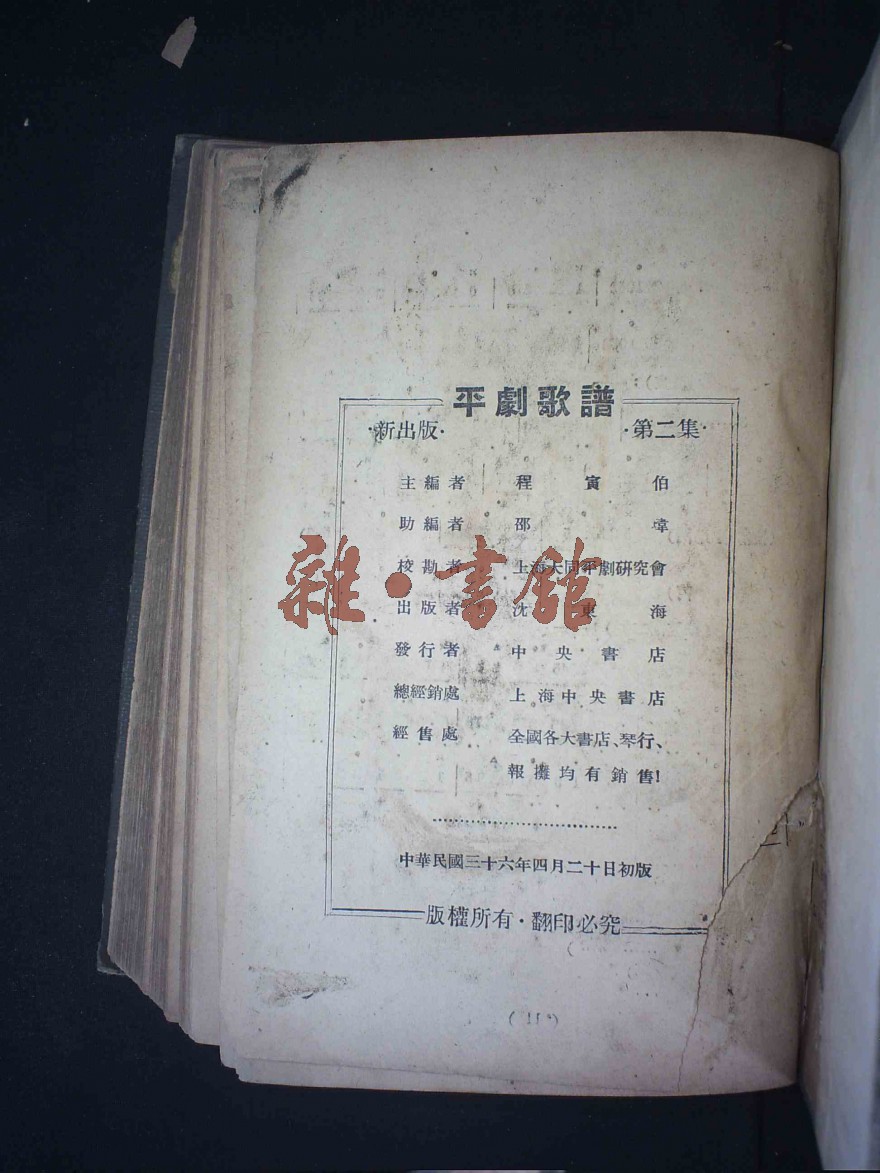 平劇歌譜
·新出版· ·第二集·
主編者 程寅伯
助編者 邵
校勘者 上海大同平劇研究會
出版者 沈東海
發行者 中央書店
總經銷處 上海中央書店
經售處 全國各大書店、琴行、
報攤均有銷售!
中華民國三十六年四月二十日初版
版權所有·翻印必究
雜·書館